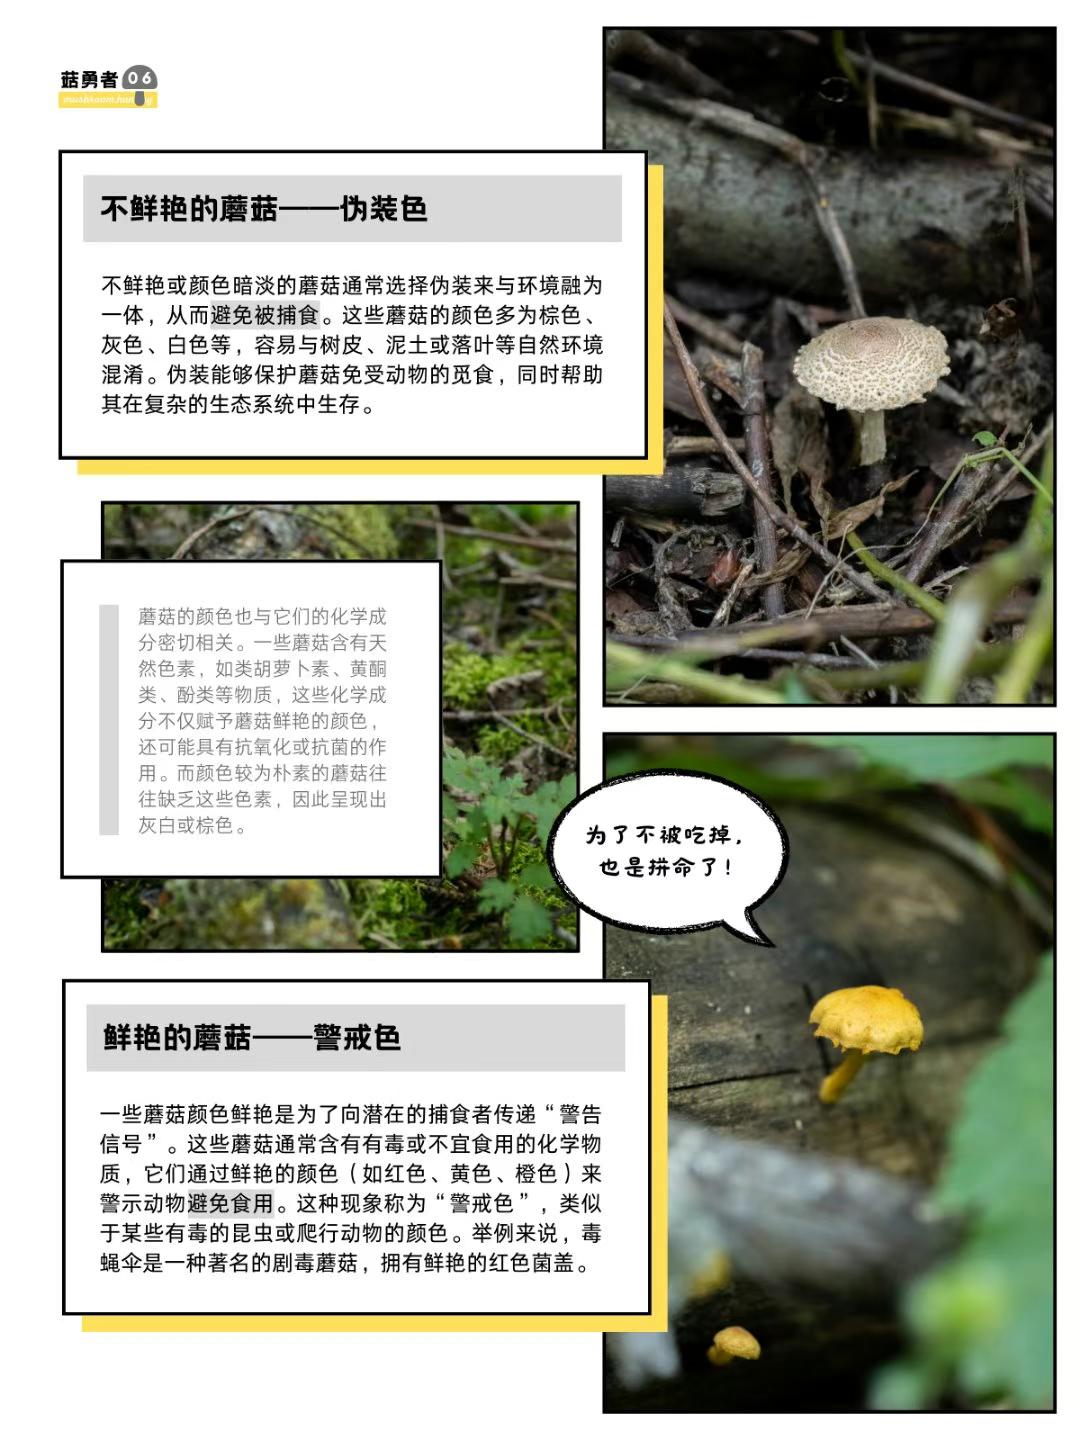 菇勇者 06
mushroom.hun
不鲜艳的蘑菇——伪装色
不鲜艳或颜色暗淡的蘑菇通常选择伪装来与环境融为
一体，从而避免被捕食。这些蘑菇的颜色多为棕色、
灰色、白色等，容易与树皮、泥土或落叶等自然环境
混淆。伪装能够保护蘑菇免受动物的觅食，同时帮助
其在复杂的生态系统中生存。
蘑菇的颜色也与它们的化学成
分密切相关。一些蘑菇含有天
然色素，如类胡萝卜素、黄酮
类、酚类等物质，这些化学成
分不仅赋予蘑菇鲜艳的颜色，
还可能具有抗氧化或抗菌的作
用。而颜色较为朴素的蘑菇往
往缺乏这些色素，因此呈现出
灰白或棕色。
为了不被吃掉，
也是拼命了！
鲜艳的蘑菇——警戒色
一些蘑菇颜色鲜艳是为了向潜在的捕食者传递“警告
信号”。这些蘑菇通常含有有毒或不宜食用的化学物
质，它们通过鲜艳的颜色（如红色、黄色、橙色）来
警示动物避免食用。这种现象称为“警戒色”，类似
于某些有毒的昆虫或爬行动物的颜色。举例来说，毒
蝇伞是一种著名的剧毒蘑菇，拥有鲜艳的红色菌盖。